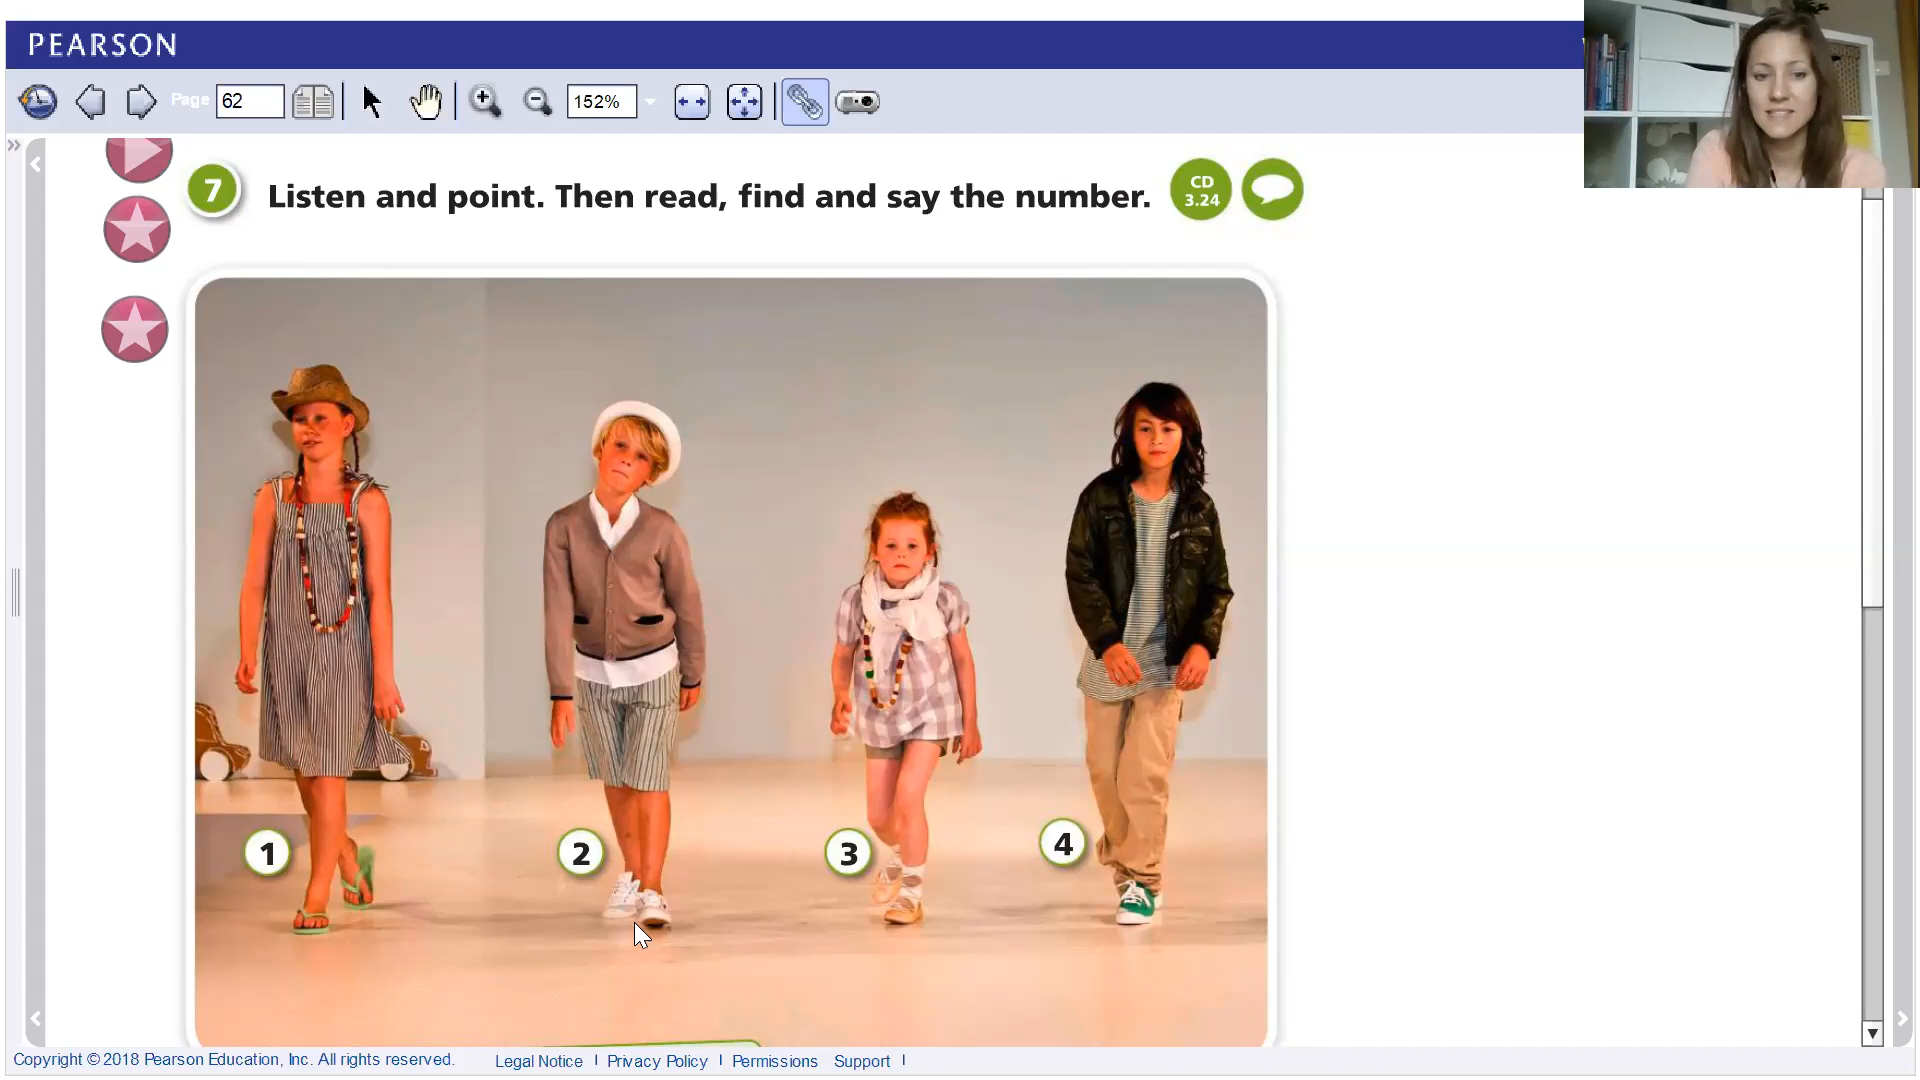 PEARSON
Page 62 152%
7 Listen and point. Then read, find and say the number. CD 3.24
1 2 3 4
Copyright © 2018 Pearson Education, Inc. All rights reserved. Legal Notice | Privacy Policy | Permissions Support |